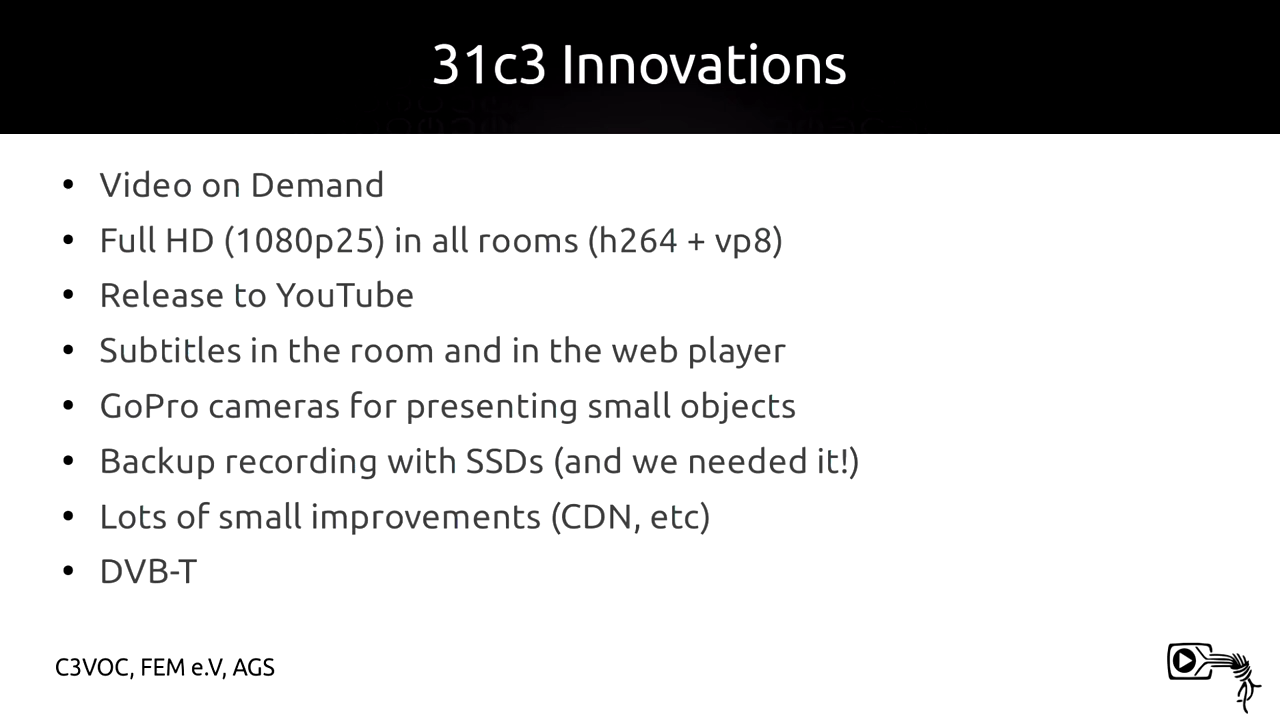 31c3 Innovations
• Video on Demand
• Full HD (1080p25) in all rooms (h264 + vp8)
• Release to YouTube
• Subtitles in the room and in the web player
• GoPro cameras for presenting small objects
• Backup recording with SSDs (and we needed it!)
• Lots of small improvements (CDN, etc)
• DVB-T
C3VOC, FEM e.V, AGS